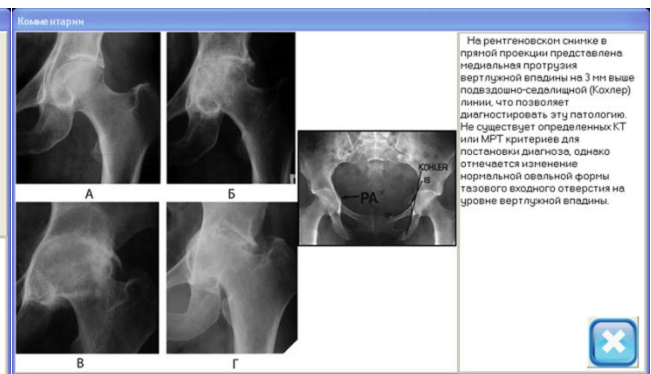 Комментарии
А
Б
В
Г
KOHLER
IS
PA
На рентгеновском снимке в
прямой проекции представлена
медиальная протрузия
вертлужной впадины на 3 мм выше
подвздошно-седалищной (Кохлер)
линии, что позволяет
диагностировать эту патологию.
Не существует определенных КТ
или МРТ критериев для
постановки диагноза, однако
отмечается изменение
нормальной овальной формы
тазового входного отверстия на
уровне вертлужной впадины.